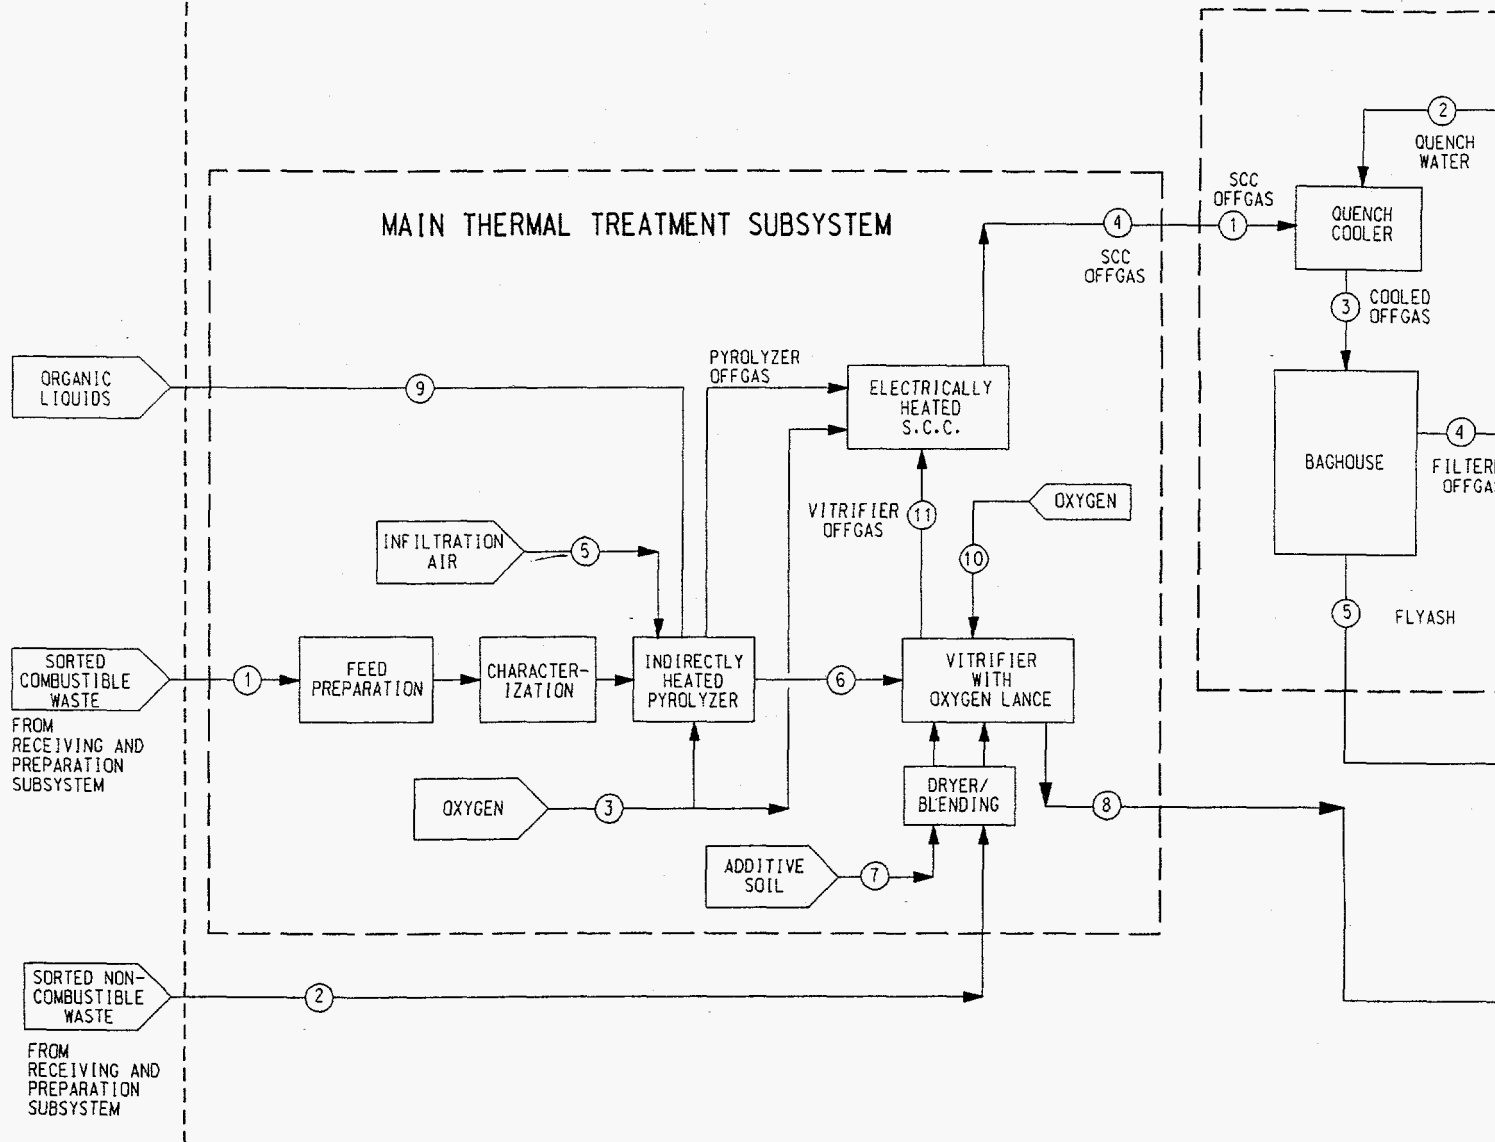 2
QUENCH
WATER
SCC
OFFGAS
MAIN THERMAL TREATMENT SUBSYSTEM
4
1
QUENCH
COOLER
SCC
OFFGAS
3
COOLED
OFFGAS
PYROLYZER
OFFGAS
ORGANIC
LIQUIDS
9
ELECTRICALLY
HEATED
S.C.C.
4
BAGHOUSE
FILTER
OFFGA
OXYGEN
VITRIFIER
OFFGAS
11
INFILTRATION
AIR
5
10
5
FLYASH
SORTED
COMBUSTIBLE
WASTE
1
FEED
PREPARATION
CHARACTER-
IZATION
INDIRECTLY
HEATED
PYROLYZER
6
VITRIFIER
WITH
OXYGEN LANCE
FROM
RECEIVING AND
PREPARATION
SUBSYSTEM
OXYGEN
3
DRYER/
BLENDING
8
ADDITIVE
SOIL
7
SORTED NON-
COMBUSTIBLE
WASTE
2
FROM
RECEIVING AND
PREPARATION
SUBSYSTEM